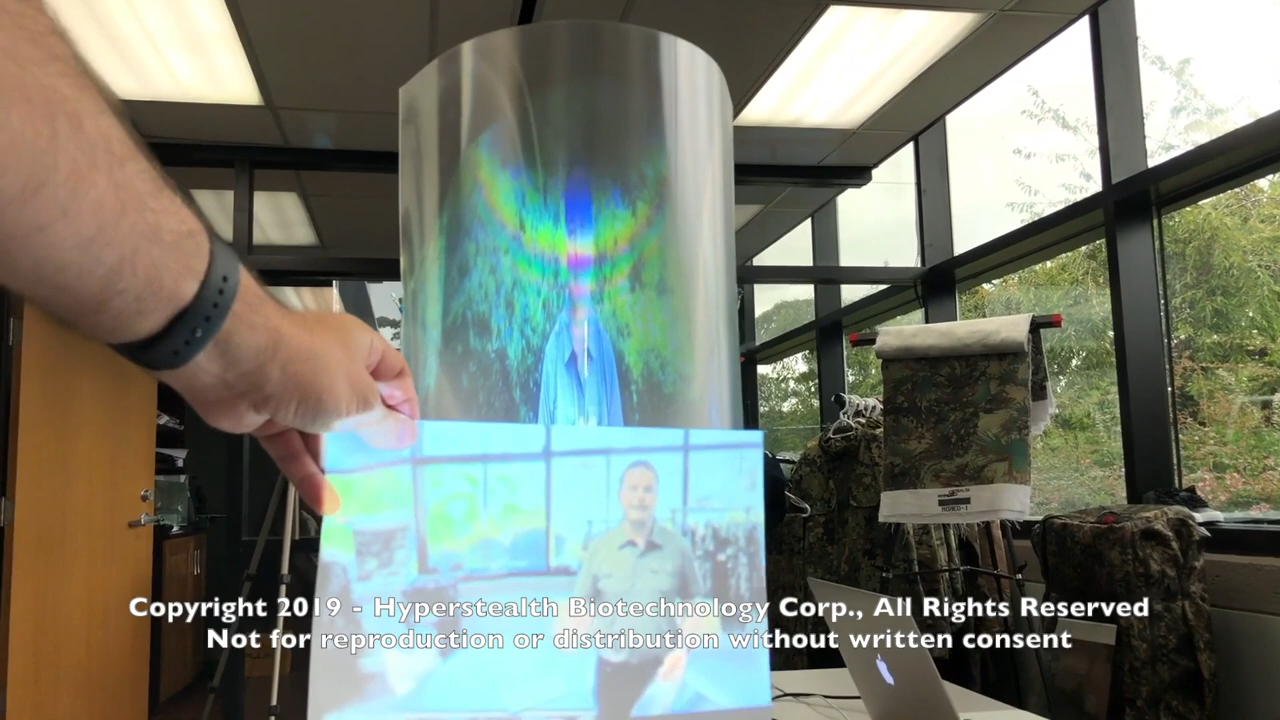 Copyright 2019 - Hyperstealth Biotechnology Corp., All Rights Reserved
Not for reproduction or distribution without written consent